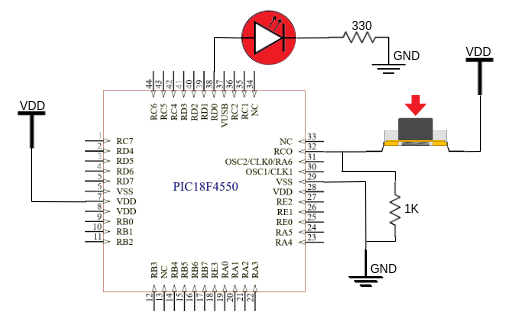 330
GND
VDD
VDD
44 43 42 41 40 39 38 37 36 35 34
RC6 RC5 RC4 RD3 RD2 RD1 RD0 VUSB RC2 RC1 NC
1 RC7
2 RD4
3 RD5
4 RD6
5 RD7
6 VSS
7 VDD
8 VDD
9 RB0
10 RB1
11 RB2
PIC18F4550
NC 33
RCO 32
OSC2/CLK0/RA6 31
OSC1/CLK1 30
VSS 29
VDD 28
RE2 27
RE1 26
RE0 25
RA5 24
RA4 23
1K
GND
RB3 NC RB4 RB5 RB6 RB7 RE3 RA0 RA1 RA2 RA3
12 13 14 15 16 17 18 19 20 21 22